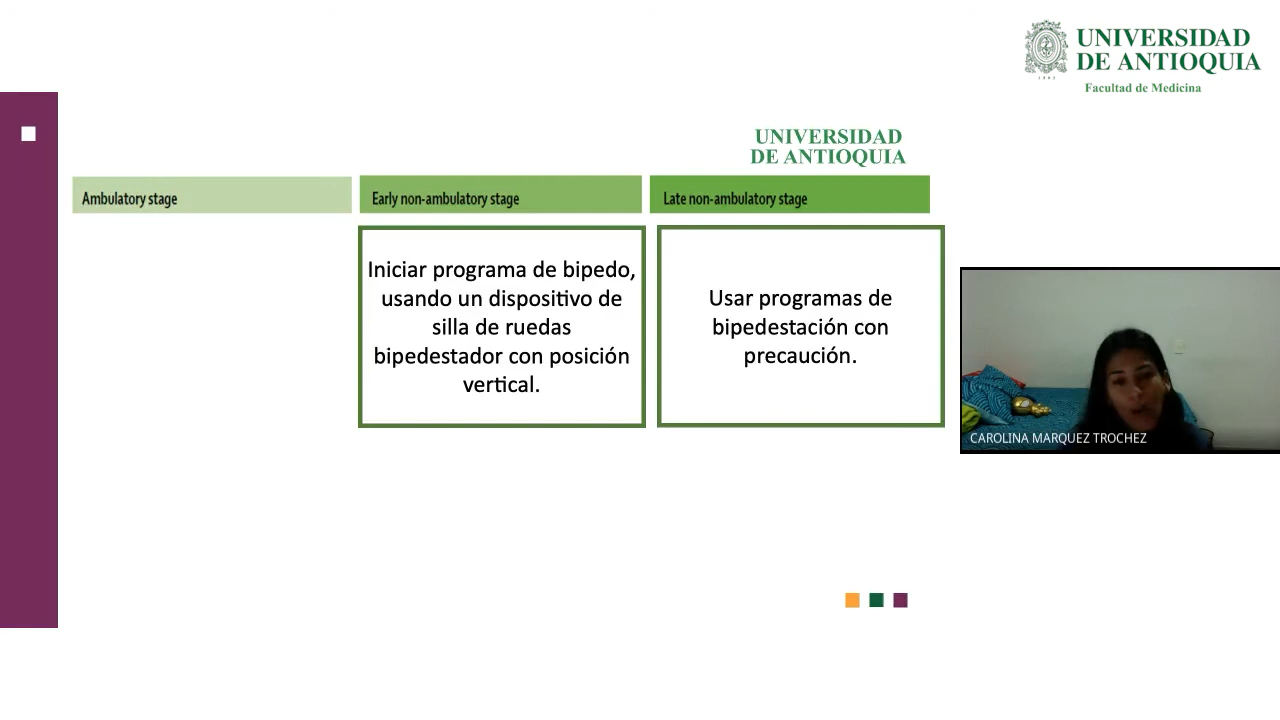 UNIVERSIDAD
DE ANTIOQUIA
1803
Facultad de Medicina
UNIVERSIDAD
DE ANTIOQUIA
Ambulatory stage
Early non-ambulatory stage
Late non-ambulatory stage
Iniciar programa de bipedo,
usando un dispositivo de
silla de ruedas
bipedestador con posición
vertical.
Usar programas de
bipedestación con
precaución.
CAROLINA MARQUEZ TROCHEZ